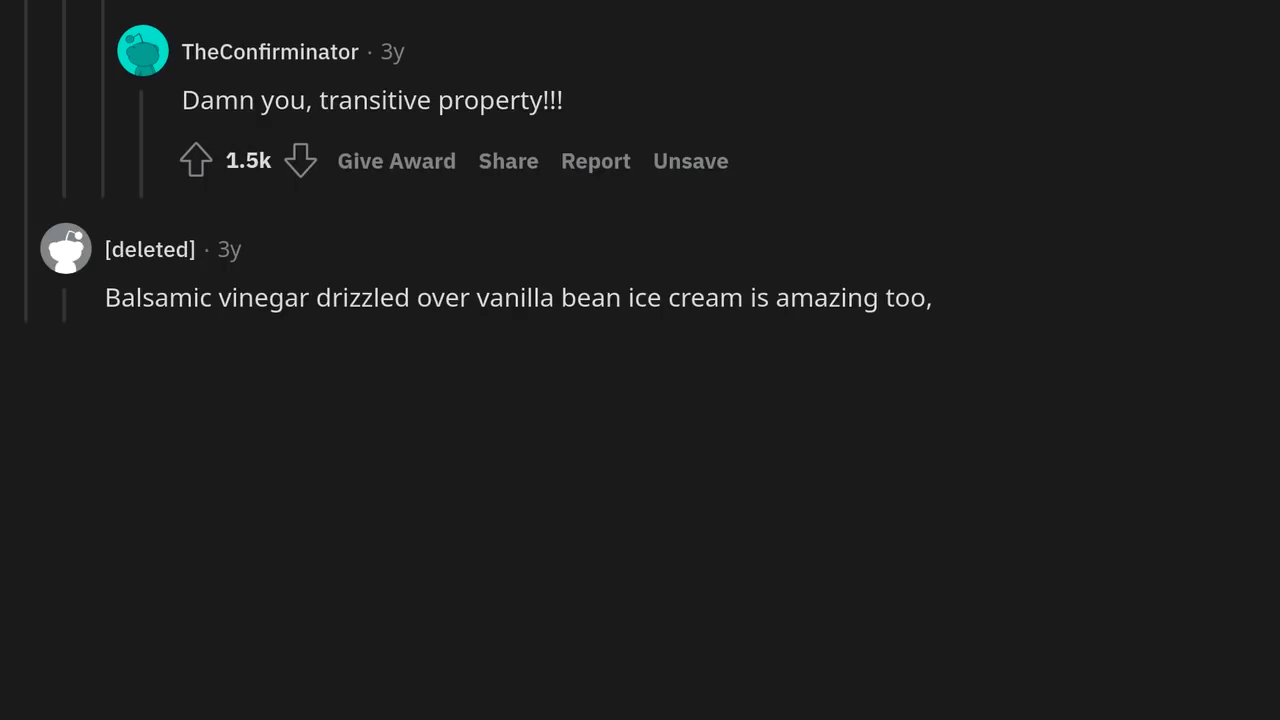 TheConfirminator · 3y
Damn you, transitive property!!!
1.5k Give Award Share Report Unsave
[deleted] · 3y
Balsamic vinegar drizzled over vanilla bean ice cream is amazing too,